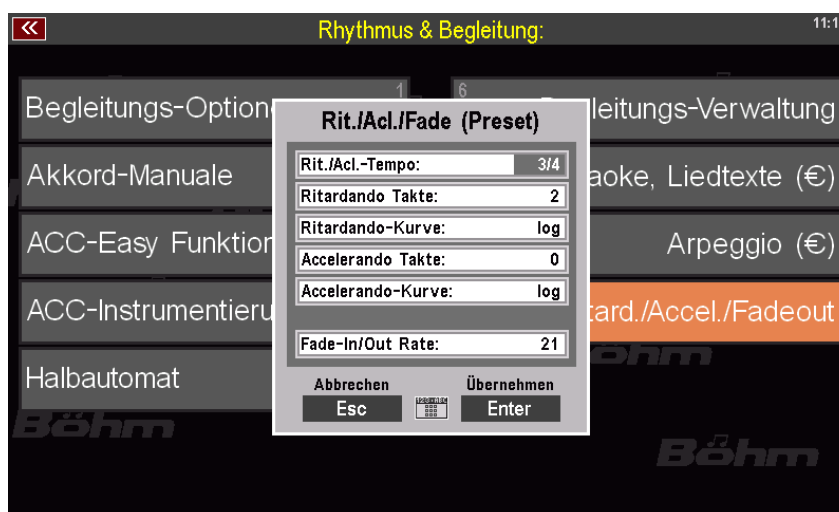 Rhythmus & Begleitung:
11:1
Begleitungs-Optione
1
6
leitungs-Verwaltung
Akkord-Manuale
aoke, Liedtexte (€)
ACC-Easy Funktion
Arpeggio (€)
ACC-Instrumentieru
tard./Accel./Fadeout
Halbautomat
Rit./Acl./Fade (Preset)
Rit./Acl.-Tempo: 3/4
Ritardando Takte: 2
Ritardando-Kurve: log
Accelerando Takte: 0
Accelerando-Kurve: log
Fade-In/Out Rate: 21
Abbrechen Übernehmen
Esc Enter
Böhm
Böhm
Böhm